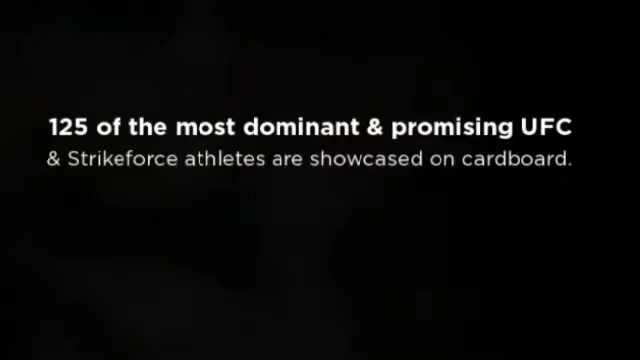 125 of the most dominant & promising UFC
& Strikeforce athletes are showcased on cardboard.